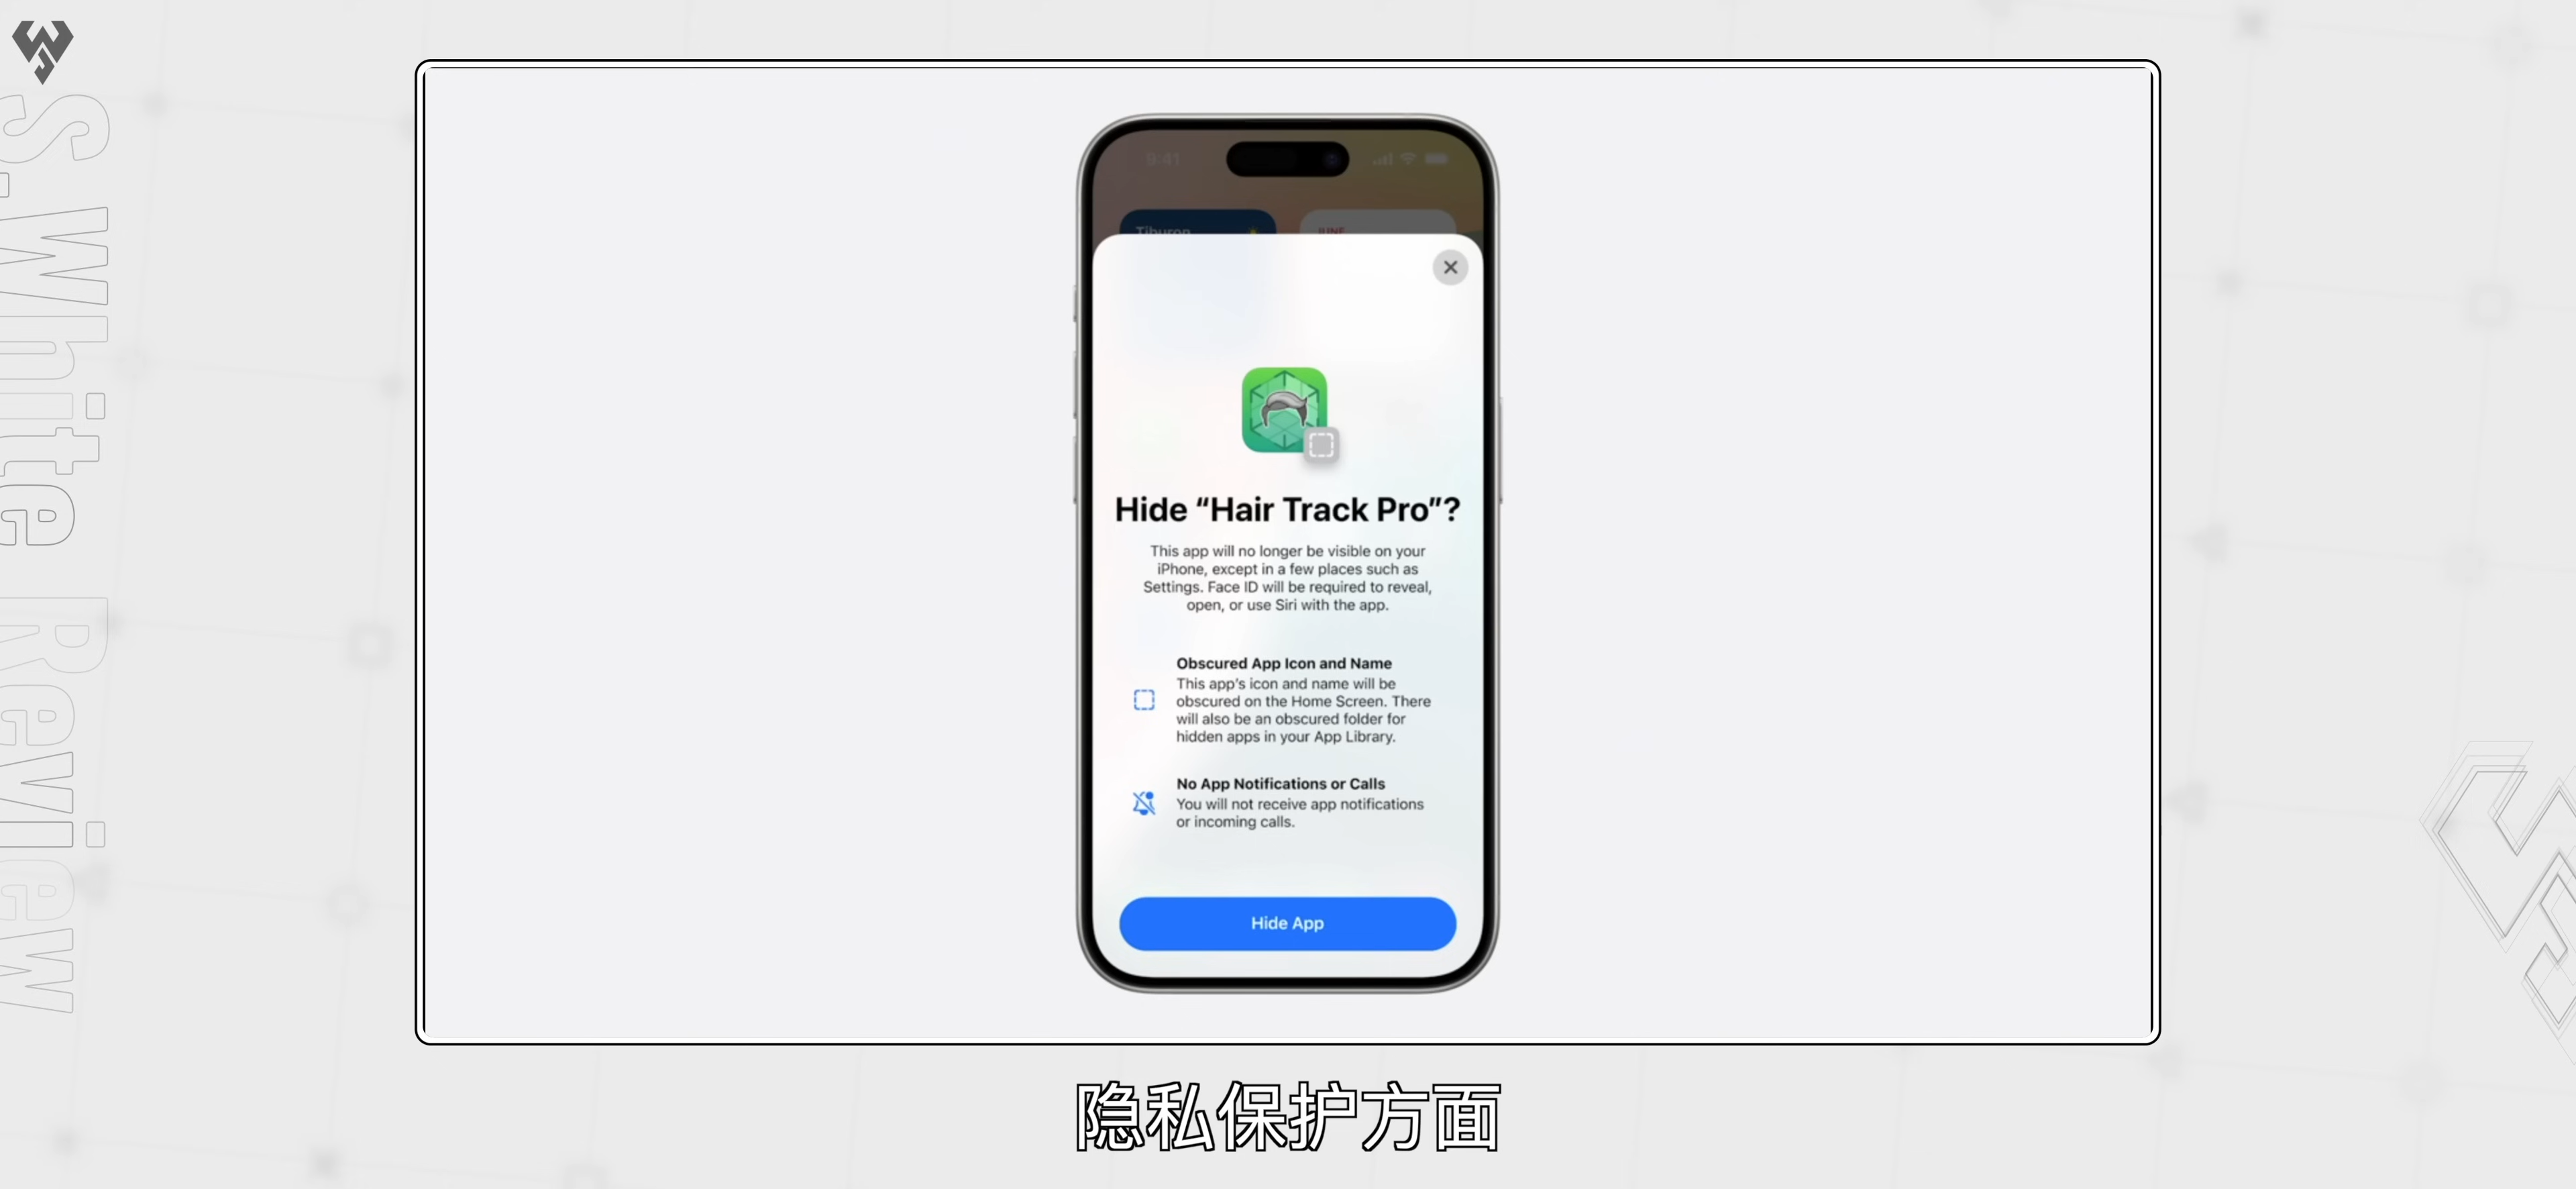 S-White Review
9:41
Tiburon
JUNE
Hide “Hair Track Pro”?
This app will no longer be visible on your
iPhone, except in a few places such as
Settings. Face ID will be required to reveal,
open, or use Siri with the app.
Obscured App Icon and Name
This app’s icon and name will be
obscured on the Home Screen. There
will also be an obscured folder for
hidden apps in your App Library.
No App Notifications or Calls
You will not receive app notifications
or incoming calls.
Hide App
隐私保护方面